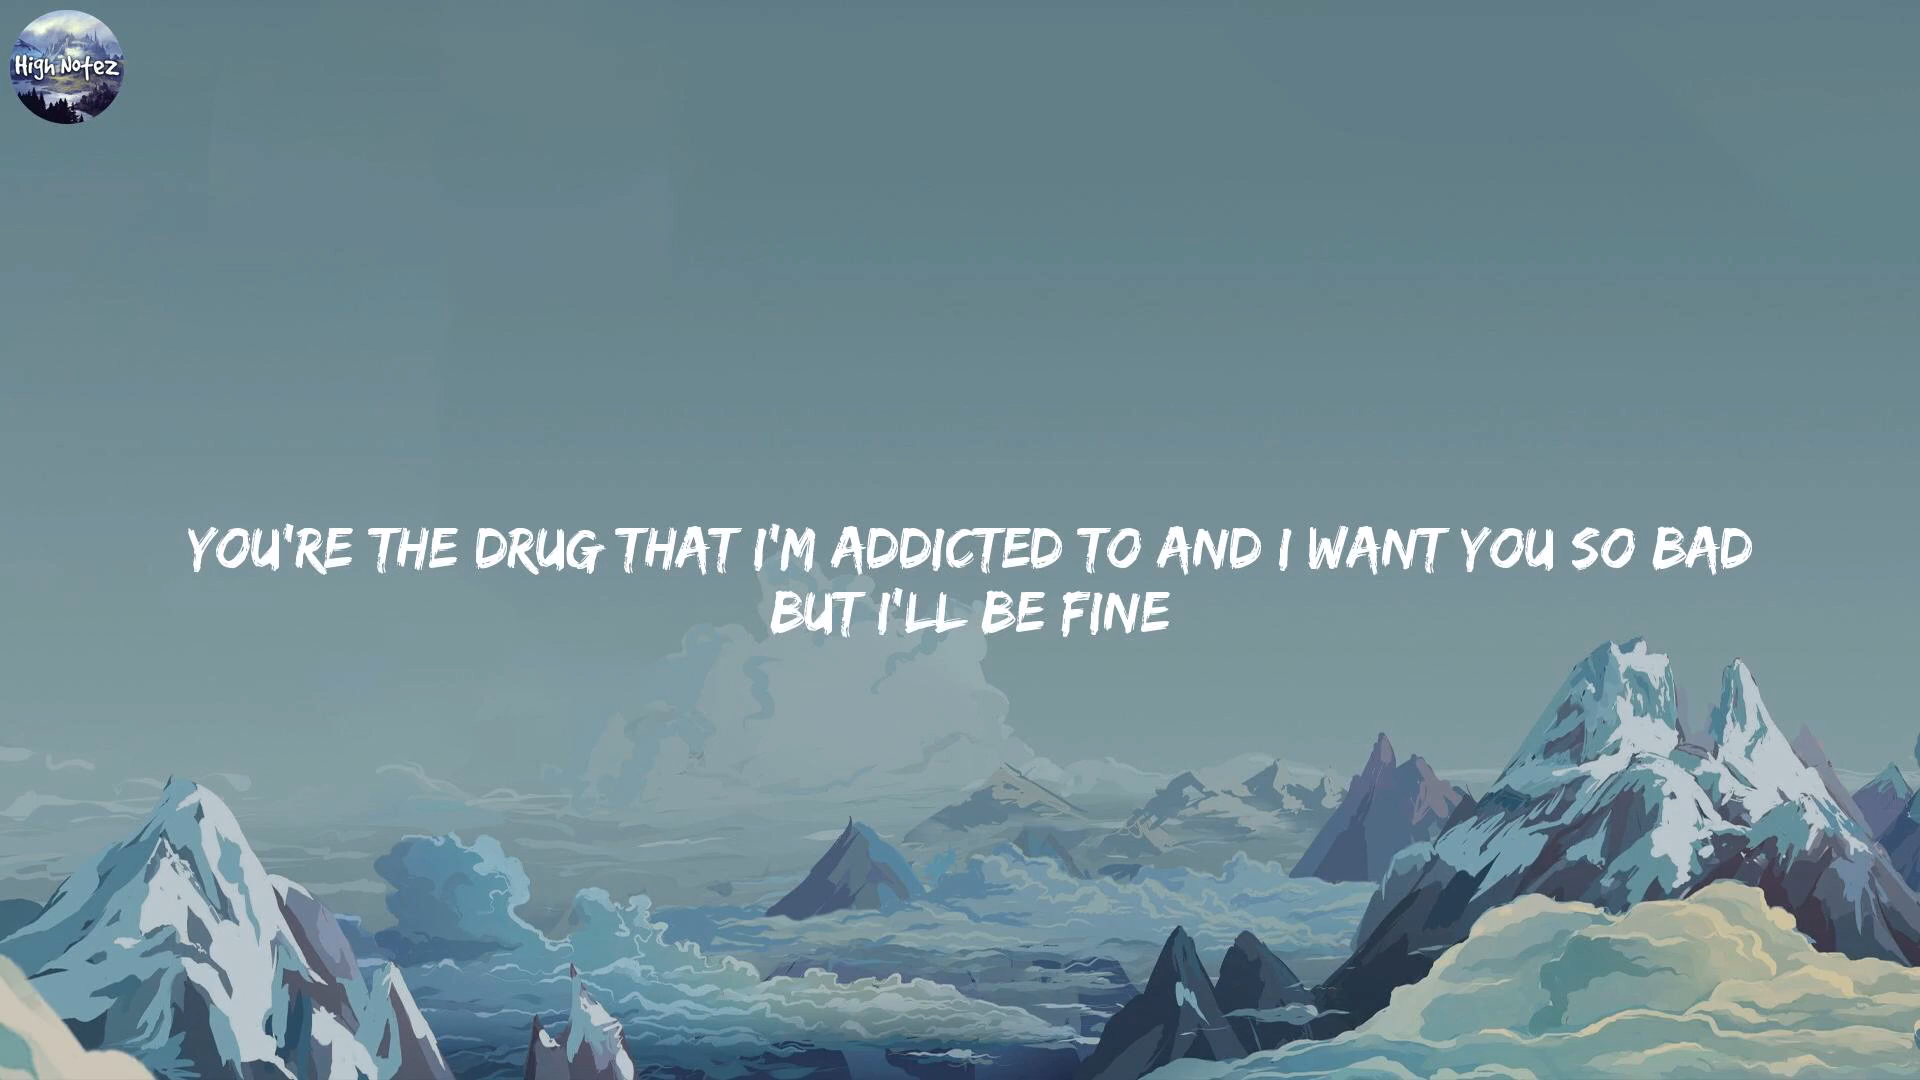 High Notez
YOU'RE THE DRUG THAT I'M ADDICTED TO AND I WANT YOU SO BAD
BUT I'LL BE FINE